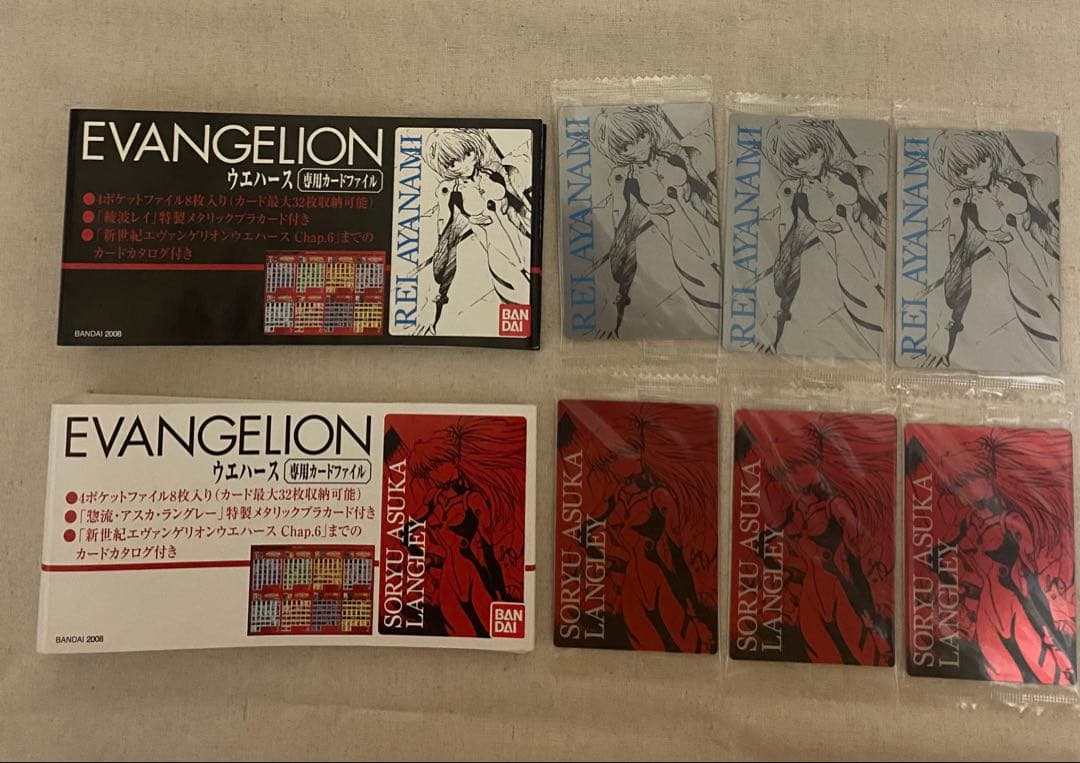 EVANGELION
ウエハース 専用カードファイル
●4ポケットファイル8枚入り(カード最大32枚収納可能)
●「綾波レイ」特製メタリックプラカード付き
●「新世紀エヴァンゲリオンウエハース Chap.6」までの
カードカタログ付き
BANDAI 2008
REI AYANAMI
BAN
DAI
REI AYANAMI
REI AYANAMI
REI AYANAMI
EVANGELION
ウエハース 専用カードファイル
●4ポケットファイル8枚入り(カード最大32枚収納可能)
●「惣流・アスカ・ラングレー」特製メタリックプラカード付き
●「新世紀エヴァンゲリオンウエハース Chap.6」までの
カードカタログ付き
BANDAI 2008
SORYU ASUKA
LANGLEY
BAN
DAI
SORYU ASUKA
LANGLEY
SORYU ASUKA
LANGLEY
SORYU ASUKA
LANGLEY